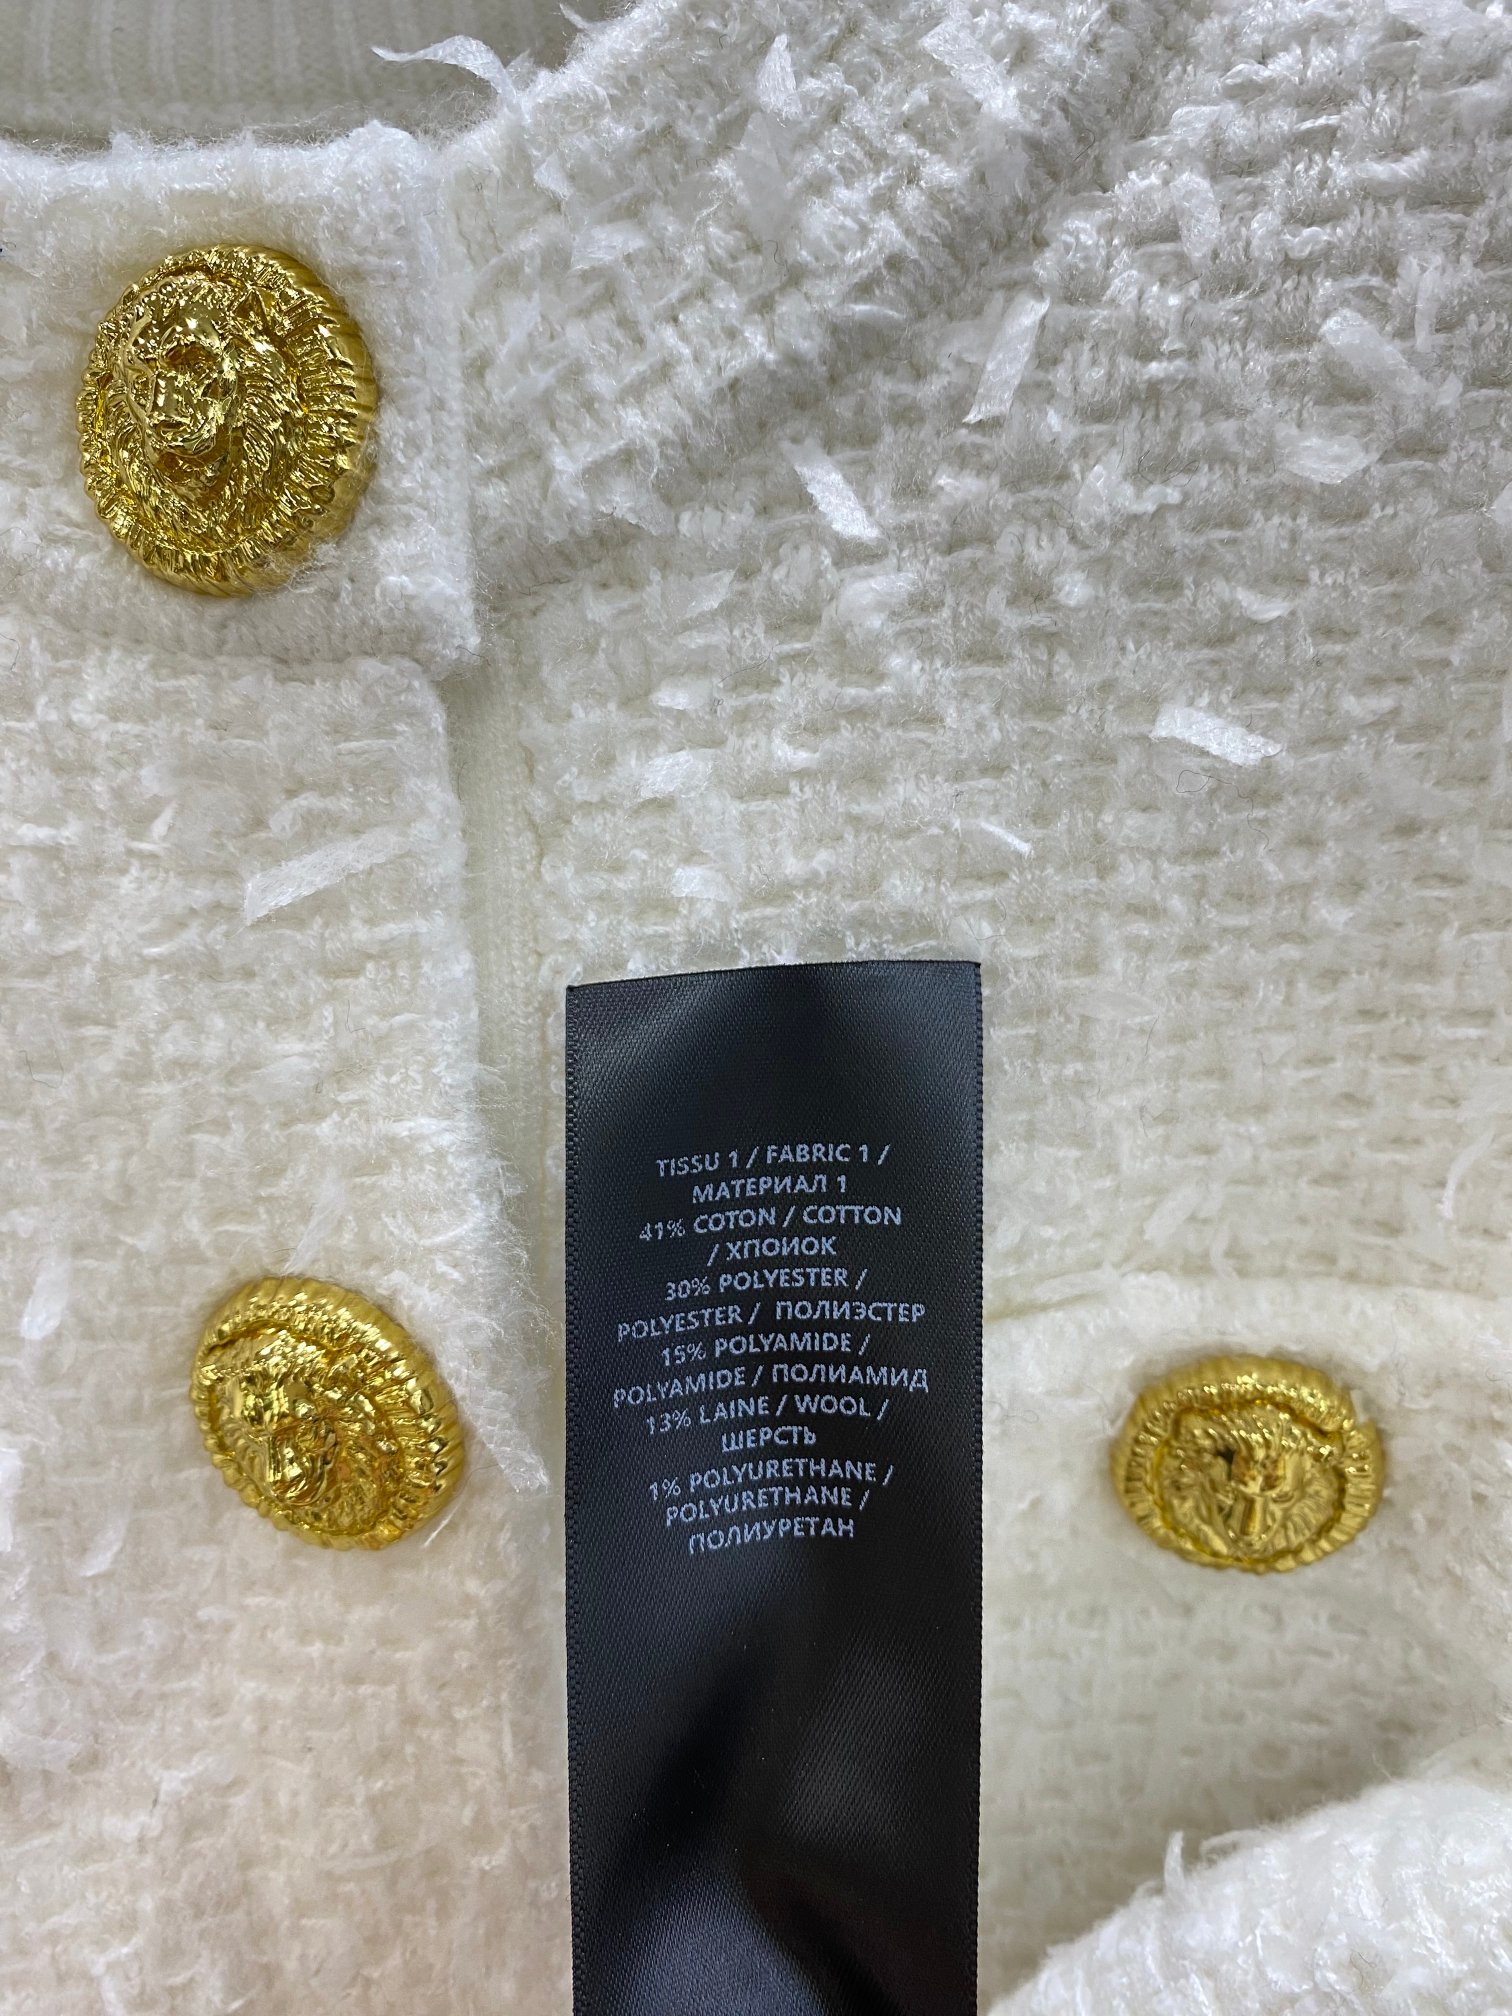 TISSU 1 / FABRIC 1 /
МАТЕРИАЛ 1
41% COTON / COTTON
/ ХПОИОК
30% POLYESTER /
POLYESTER / ПОЛИЭСТЕР
15% POLYAMIDE /
POLYAMIDE / ПОЛИАМИД
13% LAINE / WOOL /
ШЕРСТЬ
1% POLYURETHANE /
POLYURETHANE /
ПОЛИУРЕТАН